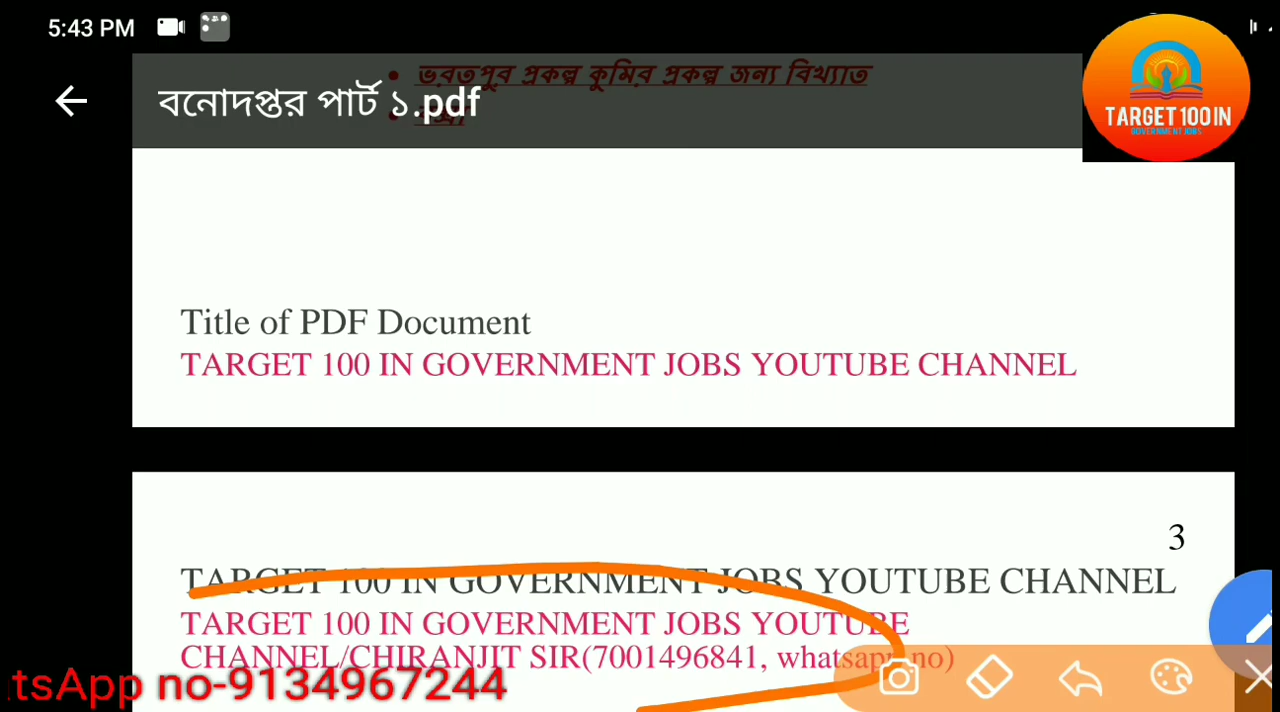 5:43 PM
ভরতপুর প্রকল্প কুমির প্রকল্প জন্য বিখ্যাত
বনোদপ্তর পার্ট ১.pdf
TARGET 100 IN
GOVERNMENT JOBS
Title of PDF Document
TARGET 100 IN GOVERNMENT JOBS YOUTUBE CHANNEL
3
TARGET 100 IN GOVERNMENT JOBS YOUTUBE CHANNEL
TARGET 100 IN GOVERNMENT JOBS YOUTUBE
CHANNEL/CHIRANJIT SIR(7001496841, whatsapp no)
tsApp no-9134967244